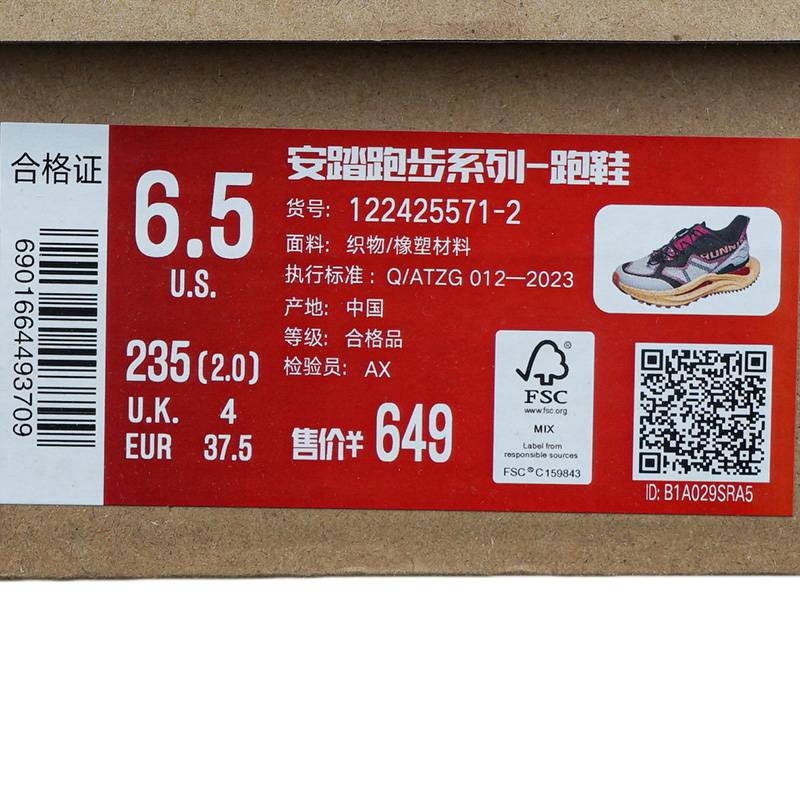 合格证
6901664493709
6.5
U.S.
235(2.0)
U.K. 4
EUR 37.5
安踏跑步系列-跑鞋
货号: 122425571-2
面料: 织物/橡塑材料
执行标准: Q/ATZG 012—2023
产地: 中国
等级: 合格品
检验员: AX
售价¥ 649
FSC®
www.fsc.org
MIX
Label from
responsible sources
FSC® C159843
ID: B1A029SRA5